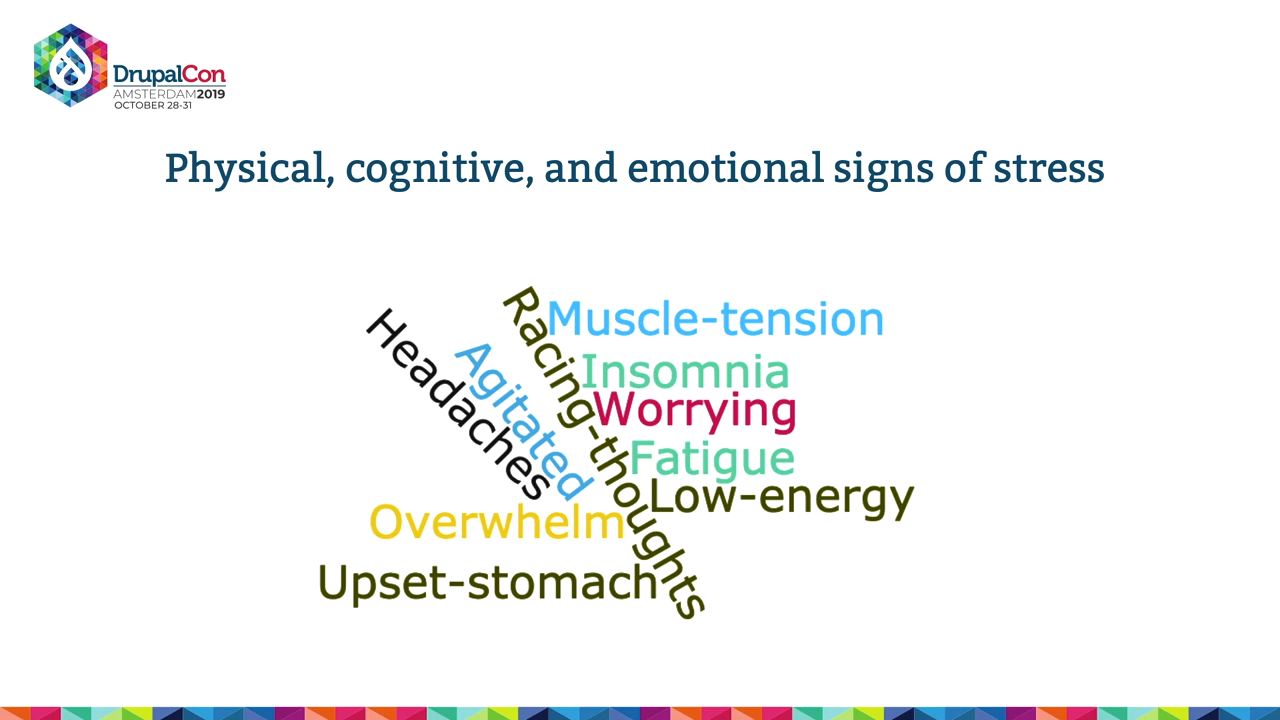 DrupalCon
AMSTERDAM2019
OCTOBER 28-31
Physical, cognitive, and emotional signs of stress
Headaches
Agitated
Racing-thoughts
Muscle-tension
Insomnia
Worrying
Fatigue
Low-energy
Overwhelm
Upset-stomach